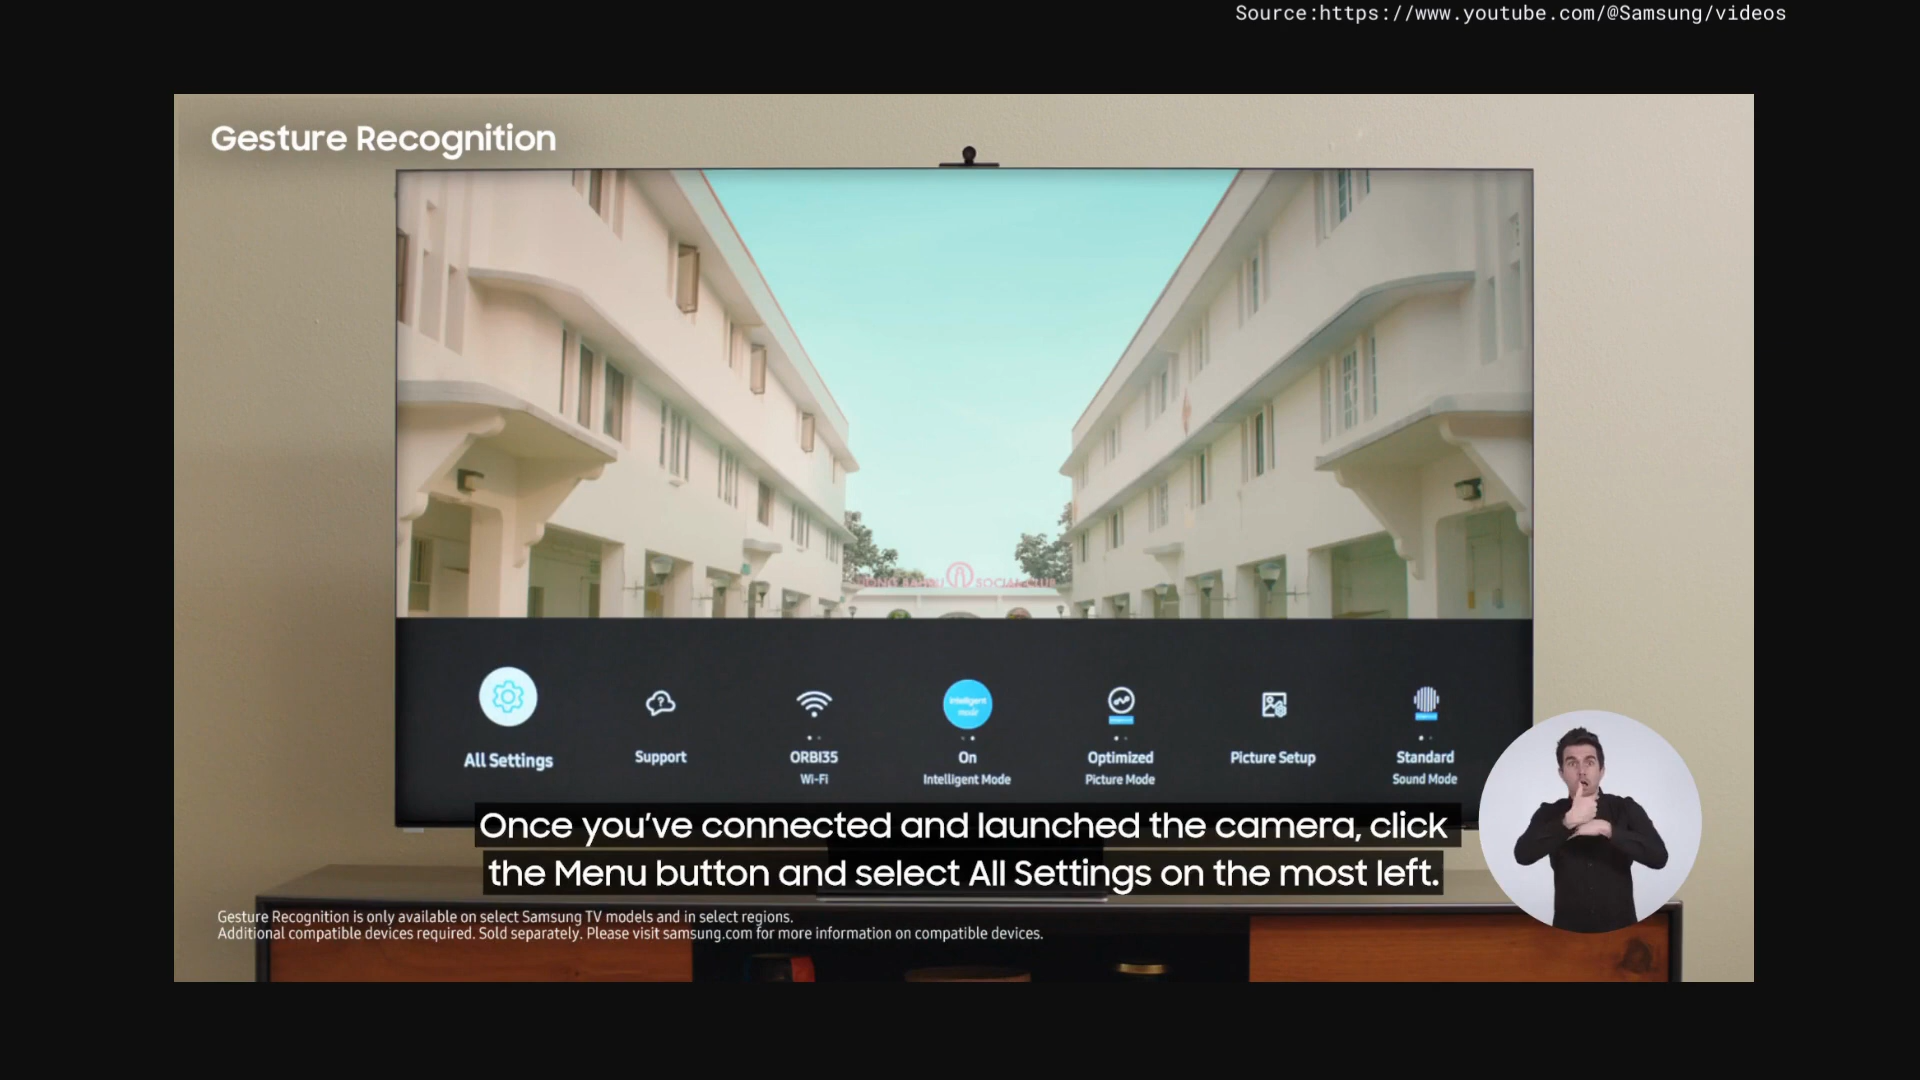 Source:https://www.youtube.com/@Samsung/videos
Gesture Recognition
SOCIAL CLUB
All Settings
Support
ORBI35
Wi-Fi
Intelligent mode
On
Intelligent Mode
Optimized
Picture Mode
Picture Setup
Standard
Sound Mode
Once you've connected and launched the camera, click
the Menu button and select All Settings on the most left.
Gesture Recognition is only available on select Samsung TV models and in select regions.
Additional compatible devices required. Sold separately. Please visit samsung.com for more information on compatible devices.